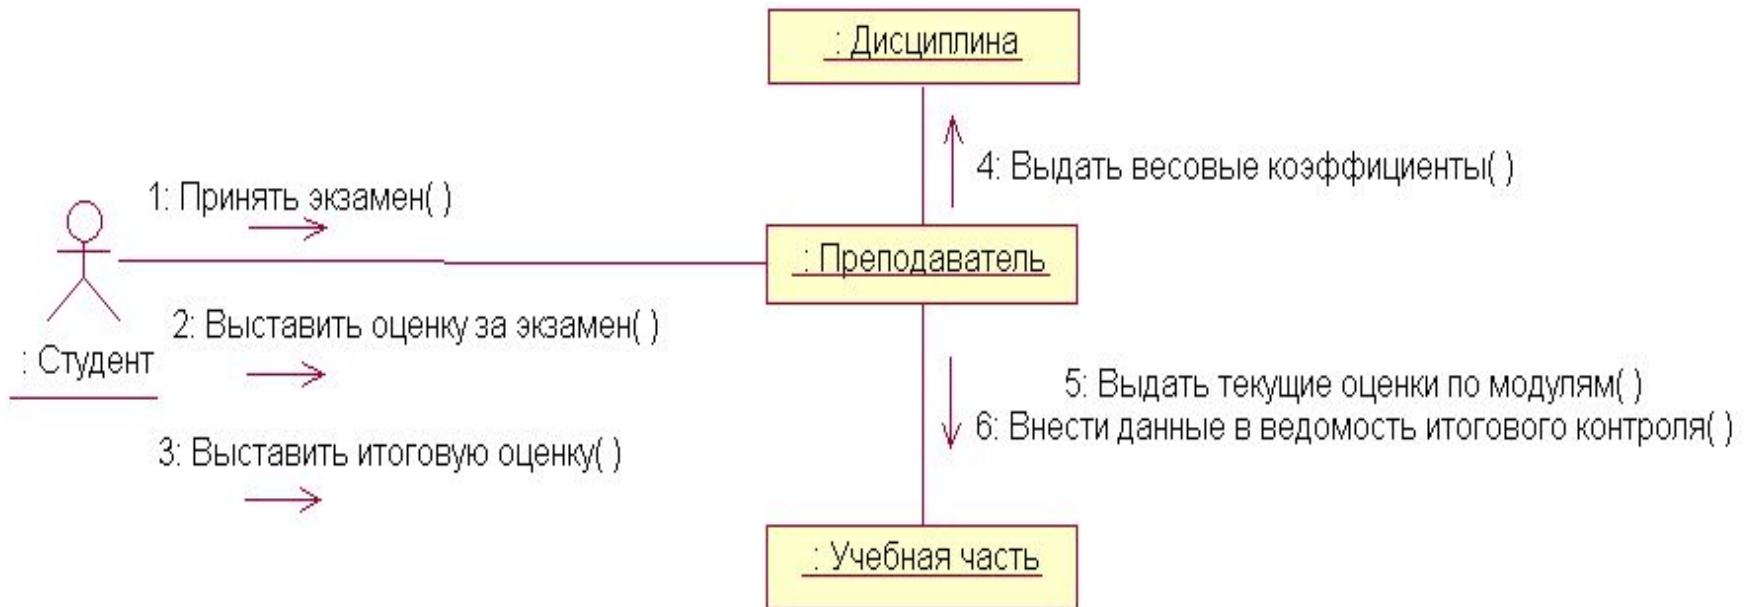 : Дисциплина
4: Выдать весовые коэффициенты( )
1: Принять экзамен( )
: Преподаватель
2: Выставить оценку за экзамен( )
: Студент
5: Выдать текущие оценки по модулям( )
6: Внести данные в ведомость итогового контроля( )
3: Выставить итоговую оценку( )
: Учебная часть